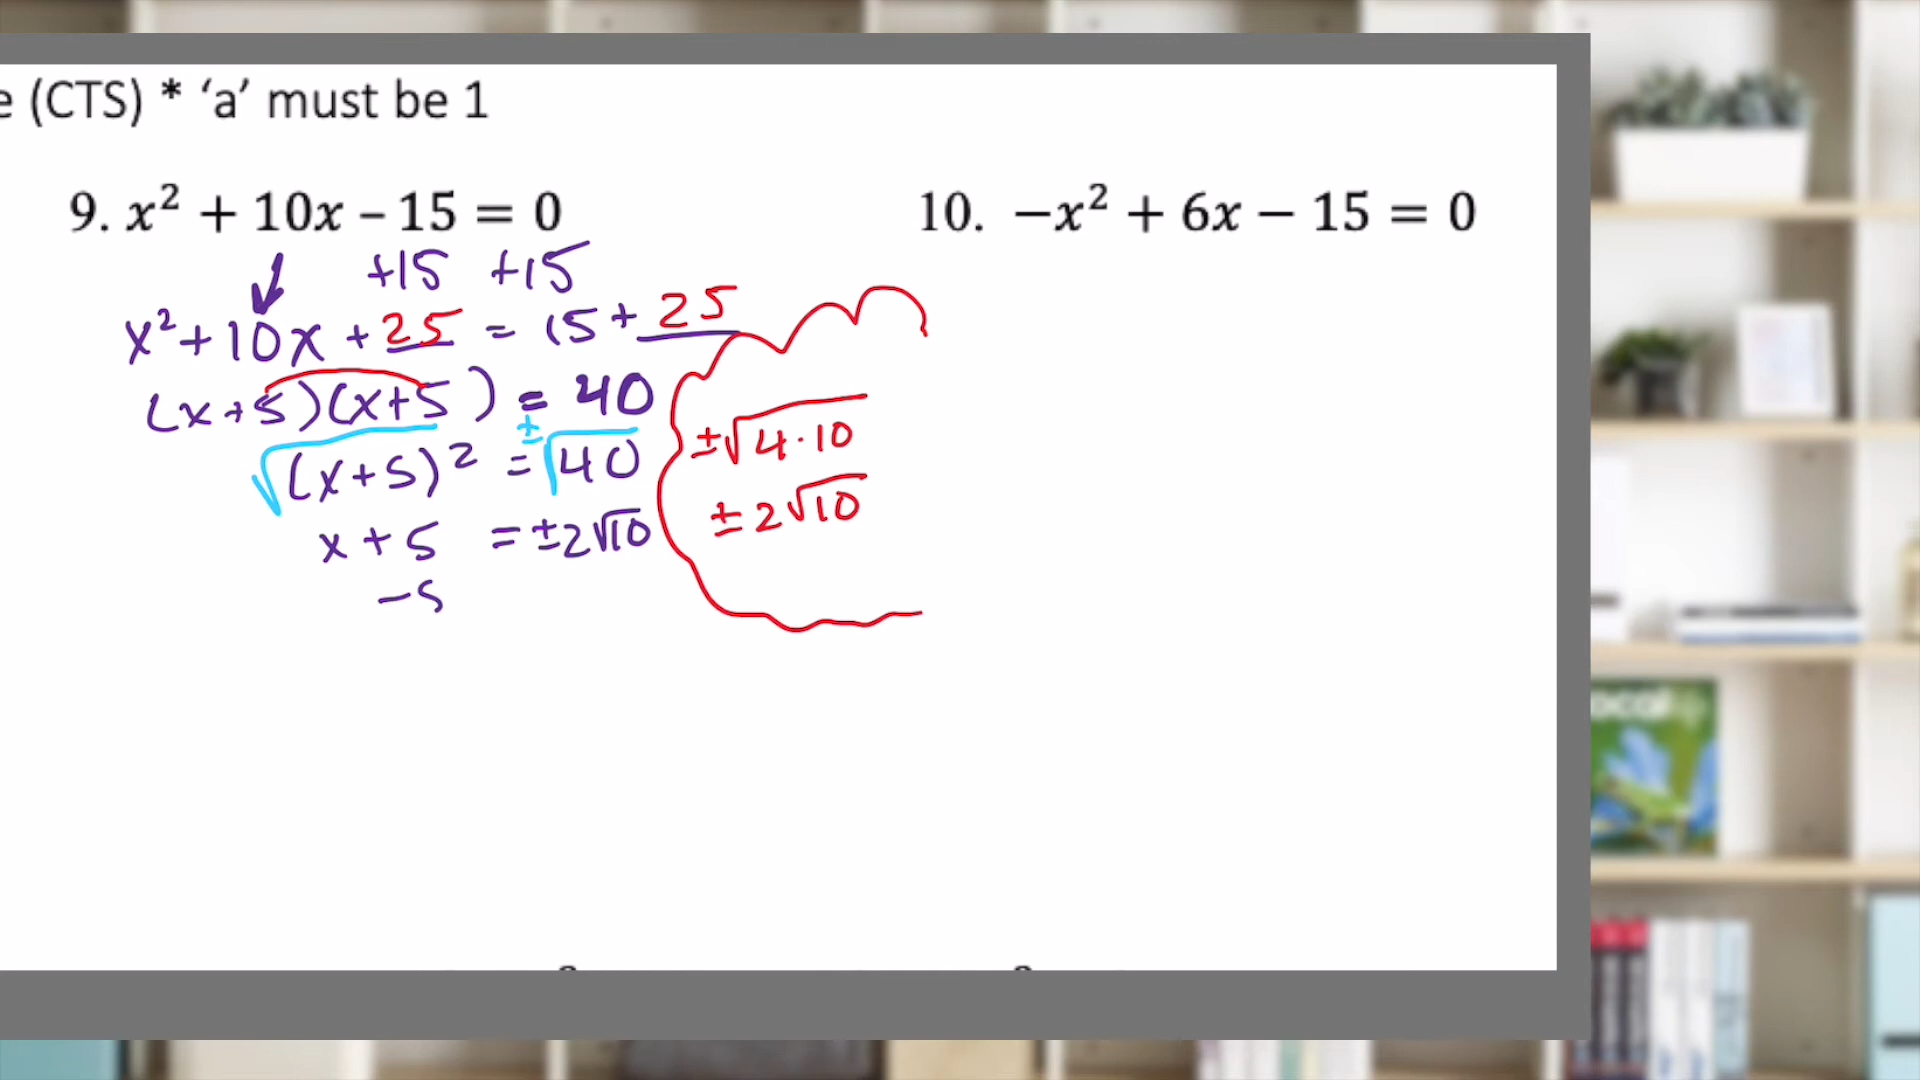 e (CTS) * ‘a’ must be 1
9. x² + 10x – 15 = 0
+15 +15
x² + 10x + 25 = 15 + 25
(x+5)(x+5) = 40
√(x+5)² = ±√40
x + 5 = ±2√10
−5
±√4·10
±2√10
10. −x² + 6x − 15 = 0
ocal